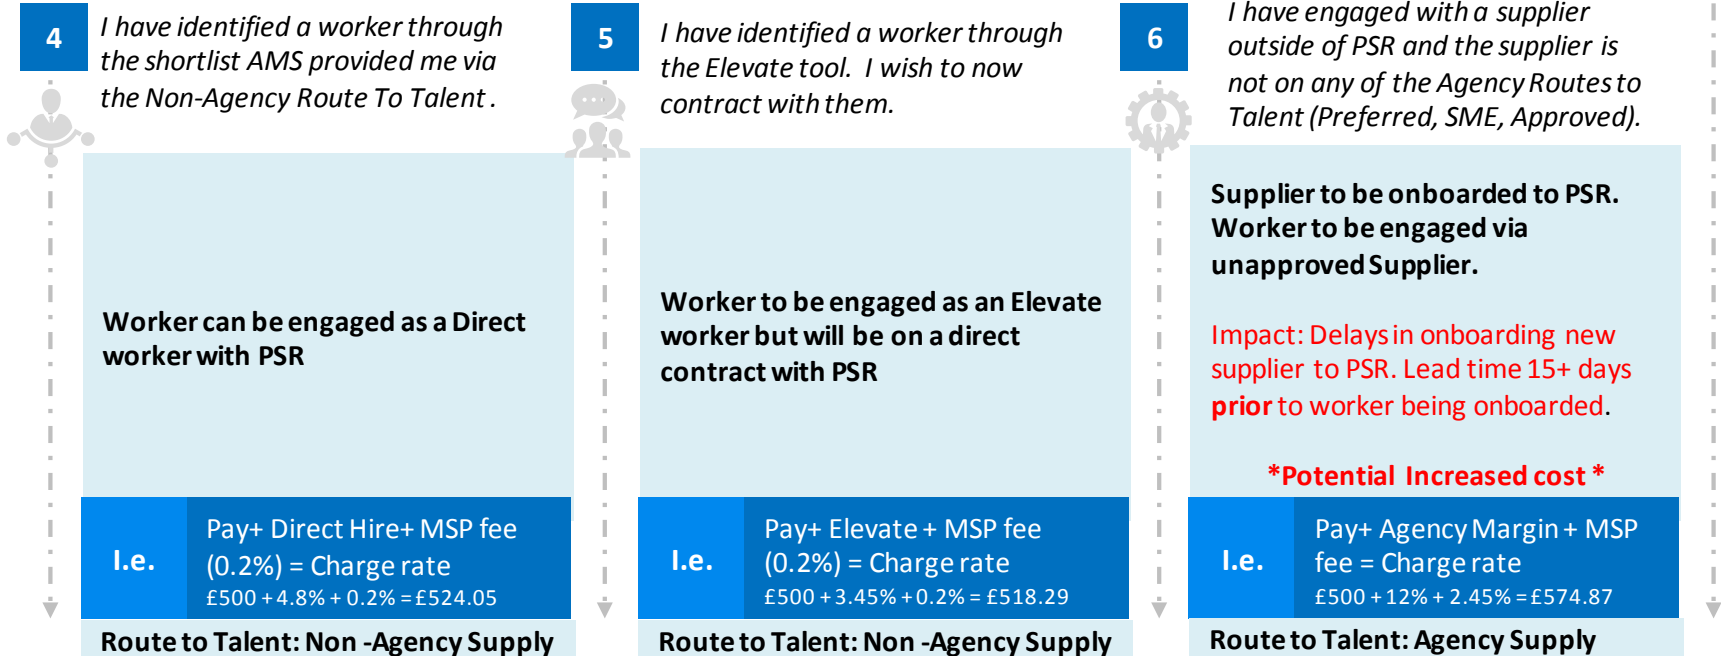 4
I have identified a worker through
the shortlist AMS provided me via
the Non-Agency Route To Talent .
Worker can be engaged as a Direct
worker with PSR
I.e.
Pay+ Direct Hire+ MSP fee
(0.2%) = Charge rate
£500 + 4.8% + 0.2% = £524.05
Route to Talent: Non -Agency Supply
5
I have identified a worker through
the Elevate tool. I wish to now
contract with them.
Worker to be engaged as an Elevate
worker but will be on a direct
contract with PSR
I.e.
Pay+ Elevate + MSP fee
(0.2%) = Charge rate
£500 + 3.45% + 0.2% = £518.29
Route to Talent: Non -Agency Supply
6
I have engaged with a supplier
outside of PSR and the supplier is
not on any of the Agency Routes to
Talent (Preferred, SME, Approved).
Supplier to be onboarded to PSR.
Worker to be engaged via
unapproved Supplier.
Impact: Delays in onboarding new
supplier to PSR. Lead time 15+ days
prior to worker being onboarded.
*Potential Increased cost *
I.e.
Pay+ Agency Margin + MSP
fee = Charge rate
£500 + 12% + 2.45% = £574.87
Route to Talent: Agency Supply